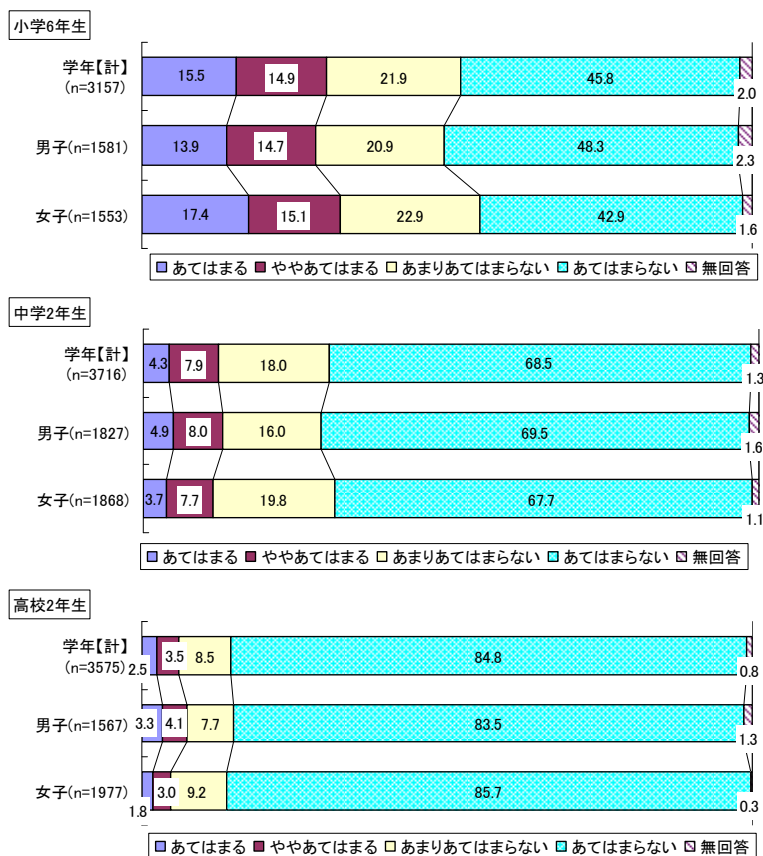 小学6年生
学年【計】
(n=3157)
15.5 14.9 21.9 45.8 2.0
男子(n=1581) 13.9 14.7 20.9 48.3 2.3
女子(n=1553) 17.4 15.1 22.9 42.9 1.6
あてはまる ややあてはまる あまりあてはまらない あてはまらない 無回答
中学2年生
学年【計】
(n=3716)
4.3 7.9 18.0 68.5 1.3
男子(n=1827) 4.9 8.0 16.0 69.5 1.6
女子(n=1868) 3.7 7.7 19.8 67.7 1.1
あてはまる ややあてはまる あまりあてはまらない あてはまらない 無回答
高校2年生
学年【計】
(n=3575)
2.5 3.5 8.5 84.8 0.8
男子(n=1567) 3.3 4.1 7.7 83.5 1.3
女子(n=1977) 1.8 3.0 9.2 85.7 0.3
あてはまる ややあてはまる あまりあてはまらない あてはまらない 無回答